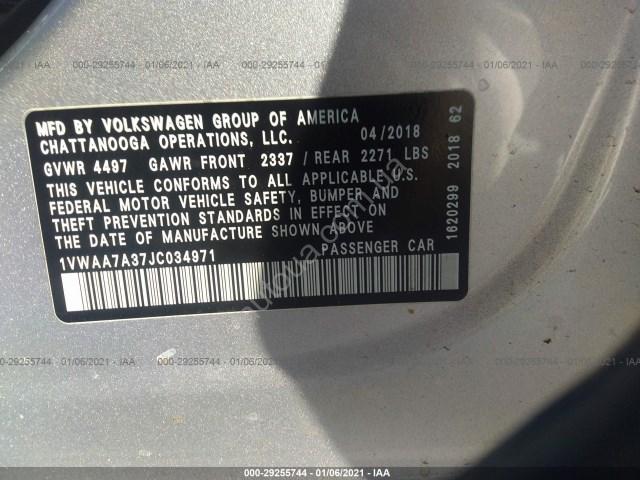 000-29255744 - 01/06/2021 - IAA
MFD BY VOLKSWAGEN GROUP OF AMERICA
CHATTANOOGA OPERATIONS, LLC. 04/2018
GVWR 4497 GAWR FRONT 2337 / REAR 2271 LBS
THIS VEHICLE CONFORMS TO ALL APPLICABLE U.S.
FEDERAL MOTOR VEHICLE SAFETY, BUMPER AND
THEFT PREVENTION STANDARDS IN EFFECT ON
THE DATE OF MANUFACTURE SHOWN ABOVE
1VWAA7A37JC034971 PASSENGER CAR
1620299 2018 62
000-29255744 - 01/06/2021 - IAA
000-29255744 - 01/06/2021 - IAA